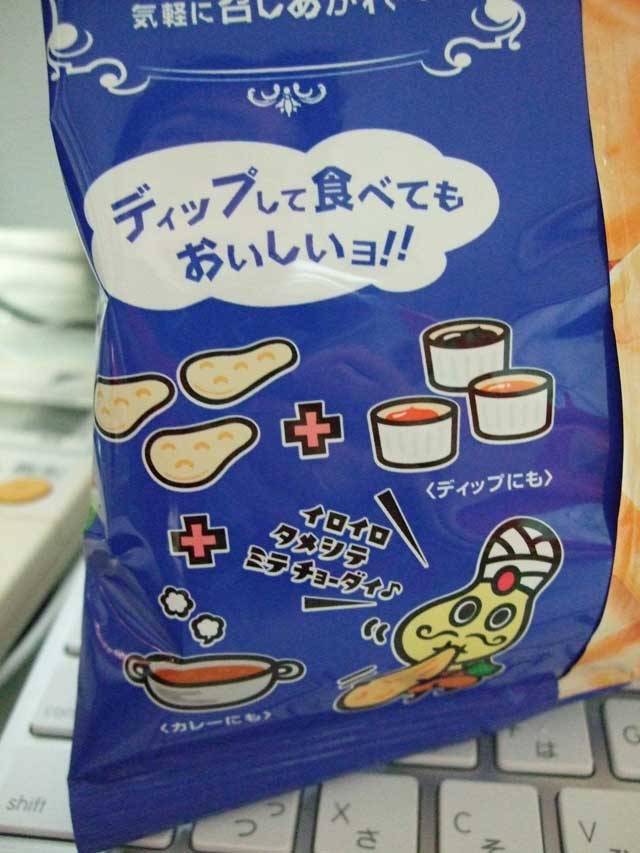 気軽に召しあがれ
ディップして食べても
おいしいョ!!
〈ディップにも〉
イロイロ
タメシテ
ミテチョーダイ♪
〈カレーにも〉
F
は
G
shift
っ
つ
X
さ
C
そ
V